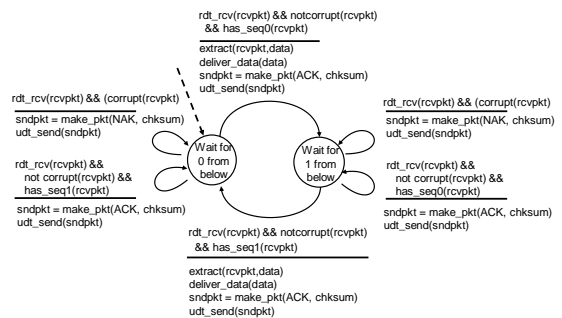 rdt_rcv(rcvpkt) && notcorrupt(rcvpkt)
&& has_seq0(rcvpkt)
extract(rcvpkt,data)
deliver_data(data)
sndpkt = make_pkt(ACK, chksum)
udt_send(sndpkt)
rdt_rcv(rcvpkt) && (corrupt(rcvpkt)
sndpkt = make_pkt(NAK, chksum)
udt_send(sndpkt)
rdt_rcv(rcvpkt) &&
not corrupt(rcvpkt) &&
has_seq1(rcvpkt)
sndpkt = make_pkt(ACK, chksum)
udt_send(sndpkt)
Wait for
0 from
below
Wait for
1 from
below
rdt_rcv(rcvpkt) && (corrupt(rcvpkt)
sndpkt = make_pkt(NAK, chksum)
udt_send(sndpkt)
rdt_rcv(rcvpkt) &&
not corrupt(rcvpkt) &&
has_seq0(rcvpkt)
sndpkt = make_pkt(ACK, chksum)
udt_send(sndpkt)
rdt_rcv(rcvpkt) && notcorrupt(rcvpkt)
&& has_seq1(rcvpkt)
extract(rcvpkt,data)
deliver_data(data)
sndpkt = make_pkt(ACK, chksum)
udt_send(sndpkt)